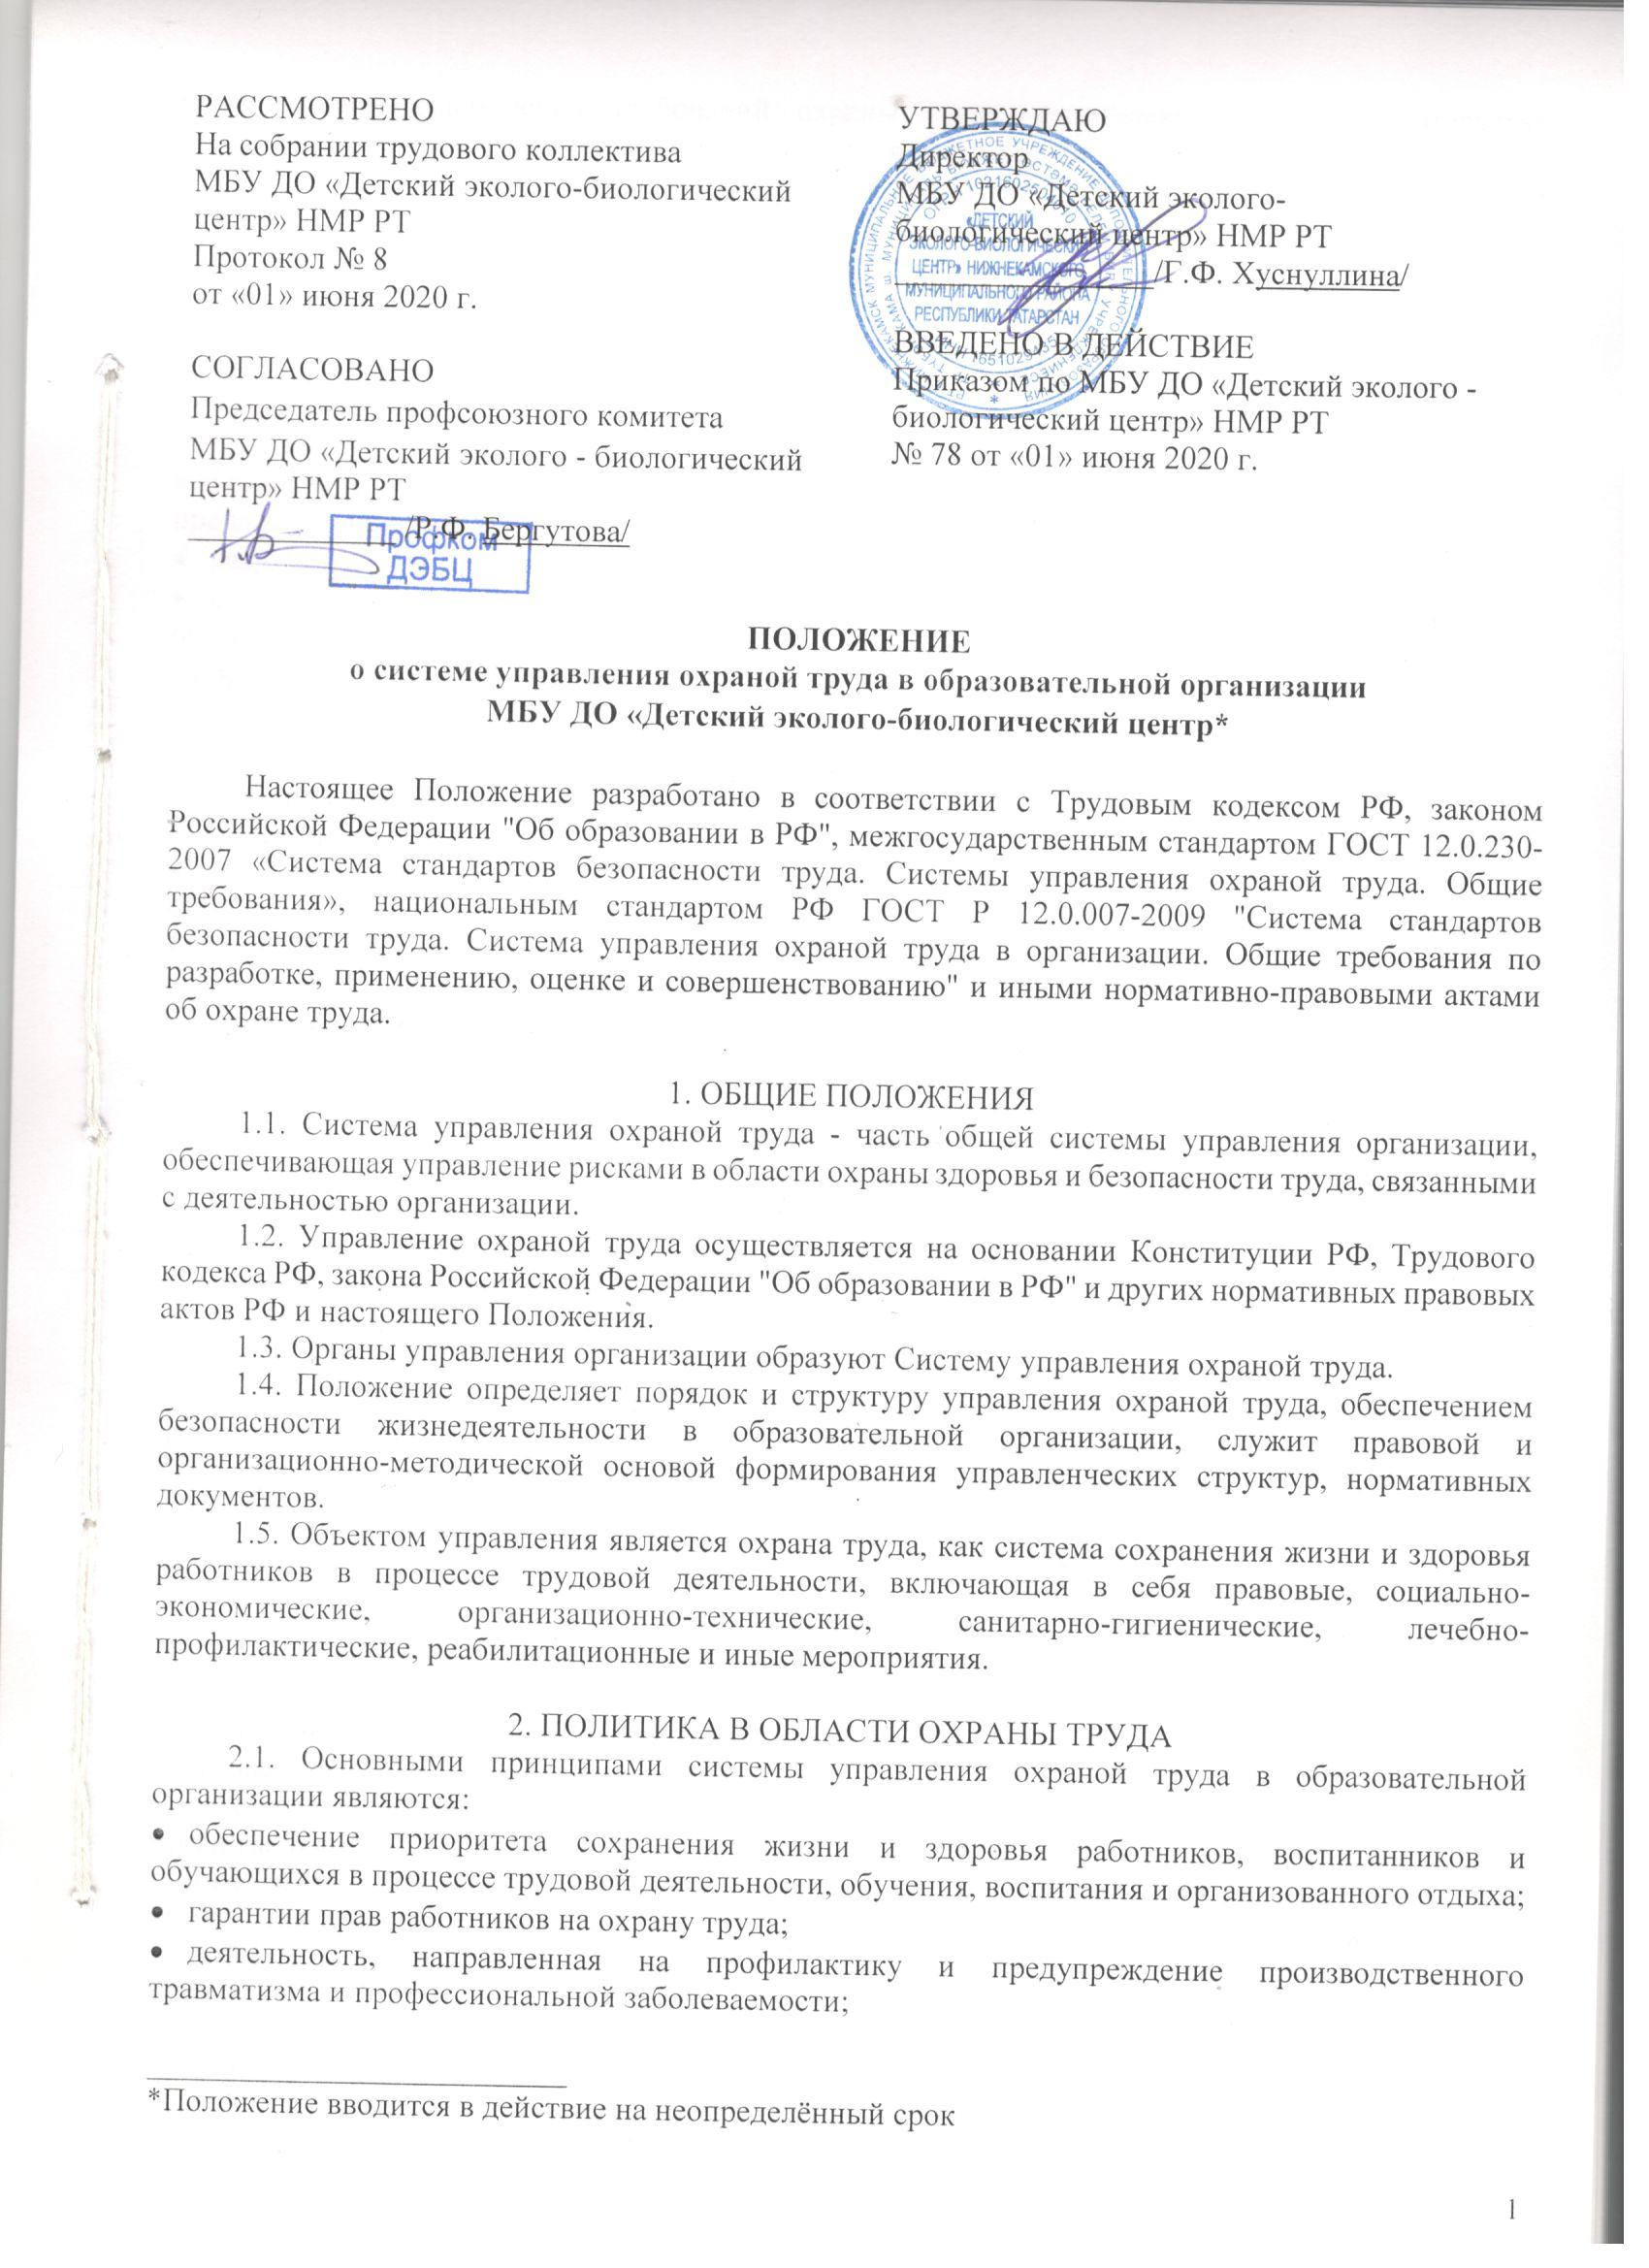 РАССМОТРЕНО
На собрании трудового коллектива
МБУ ДО «Детский эколого-биологический
центр» НМР РТ
Протокол № 8
от «01» июня 2020 г.
СОГЛАСОВАНО
Председатель профсоюзного комитета
МБУ ДО «Детский эколого - биологический
центр» НМР РТ
/Р.Ф. Бергутова/
Профком
ДЭБЦ
УТВЕРЖДАЮ
Директор
МБУ ДО «Детский эколого-
биологический центр» НМР РТ
/Г.Ф. Хуснуллина/
«ДЕТСКИЙ
ЭКОЛОГО-БИОЛОГИЧЕСКИЙ
ЦЕНТР» НИЖНЕКАМСКОГО
МУНИЦИПАЛЬНОГО РАЙОНА
РЕСПУБЛИКИ ТАТАРСТАН
ВВЕДЕНО В ДЕЙСТВИЕ
Приказом по МБУ ДО «Детский эколого -
биологический центр» НМР РТ
№ 78 от «01» июня 2020 г.
ПОЛОЖЕНИЕ
о системе управления охраной труда в образовательной организации
МБУ ДО «Детский эколого-биологический центр*
Настоящее Положение разработано в соответствии с Трудовым кодексом РФ, законом
Российской Федерации "Об образовании в РФ", межгосударственным стандартом ГОСТ 12.0.230-
2007 «Система стандартов безопасности труда. Системы управления охраной труда. Общие
требования», национальным стандартом РФ ГОСТ Р 12.0.007-2009 "Система стандартов
безопасности труда. Система управления охраной труда в организации. Общие требования по
разработке, применению, оценке и совершенствованию" и иными нормативно-правовыми актами
об охране труда.
1. ОБЩИЕ ПОЛОЖЕНИЯ
1.1. Система управления охраной труда - часть общей системы управления организации,
обеспечивающая управление рисками в области охраны здоровья и безопасности труда, связанными
с деятельностью организации.
1.2. Управление охраной труда осуществляется на основании Конституции РФ, Трудового
кодекса РФ, закона Российской Федерации "Об образовании в РФ" и других нормативных правовых
актов РФ и настоящего Положения.
1.3. Органы управления организации образуют Систему управления охраной труда.
1.4. Положение определяет порядок и структуру управления охраной труда, обеспечением
безопасности жизнедеятельности в образовательной организации, служит правовой и
организационно-методической основой формирования управленческих структур, нормативных
документов.
1.5. Объектом управления является охрана труда, как система сохранения жизни и здоровья
работников в процессе трудовой деятельности, включающая в себя правовые, социально-
экономические, организационно-технические, санитарно-гигиенические, лечебно-
профилактические, реабилитационные и иные мероприятия.
2. ПОЛИТИКА В ОБЛАСТИ ОХРАНЫ ТРУДА
2.1. Основными принципами системы управления охраной труда в образовательной
организации являются:
• обеспечение приоритета сохранения жизни и здоровья работников, воспитанников и
обучающихся в процессе трудовой деятельности, обучения, воспитания и организованного отдыха;
• гарантии прав работников на охрану труда;
• деятельность, направленная на профилактику и предупреждение производственного
травматизма и профессиональной заболеваемости;
*Положение вводится в действие на неопределённый срок
1